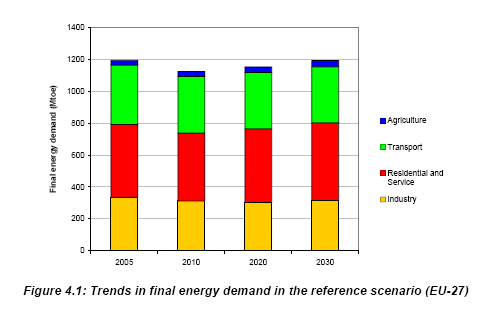 1400
1200
1000
800
600
400
200
0
Final energy demand (Mtoe)
2005 2010 2020 2030
Agriculture
Transport
Residential and
Service
Industry
Figure 4.1: Trends in final energy demand in the reference scenario (EU-27)